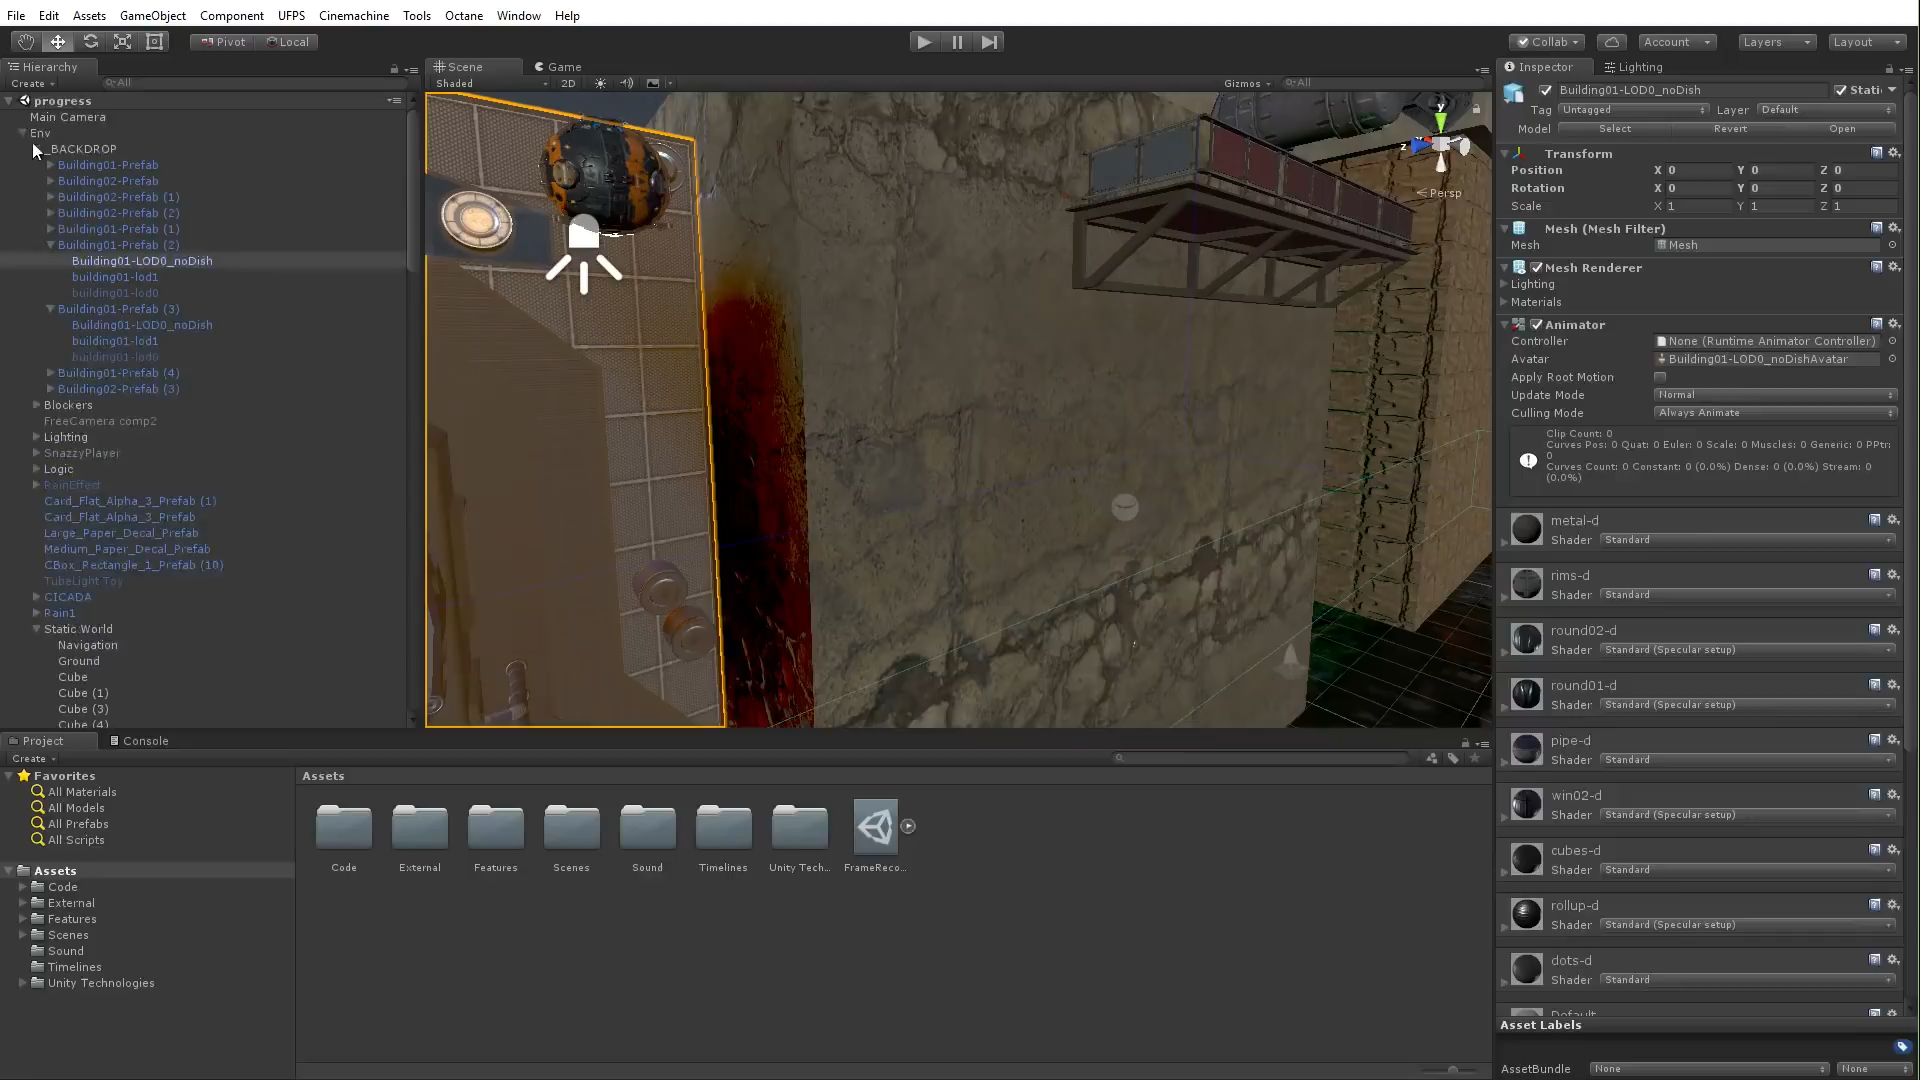 File Edit Assets GameObject Component UFPS Cinemachine Tools Octane Window Help
Pivot Local Collab Account Layers Layout
Hierarchy
Create All
progress
Main Camera
Env
_BACKDROP
Building01-Prefab
Building02-Prefab
Building02-Prefab (1)
Building02-Prefab (2)
Building01-Prefab (1)
Building01-Prefab (2)
Building01-LOD0_noDish
building01-lod1
building01-lod0
Building01-Prefab (3)
Building01-LOD0_noDish
building01-lod1
building01-lod0
Building01-Prefab (4)
Building02-Prefab (3)
Blockers
FreeCamera comp2
Lighting
SnazzyPlayer
Logic
RainEffect
Card_Flat_Alpha_3_Prefab (1)
Card_Flat_Alpha_3_Prefab
Large_Paper_Decal_Prefab
Medium_Paper_Decal_Prefab
CBox_Rectangle_1_Prefab (10)
TubeLight Toy
CICADA
Rain1
Static World
Navigation
Ground
Cube
Cube (1)
Cube (3)
Cube (4)
Scene Game
Shaded 2D Gizmos All
y
z
Persp
Inspector Lighting
Building01-LOD0_noDish Stati
Tag Untagged Layer Default
Model Select Revert Open
Transform
Position X 0 Y 0 Z 0
Rotation X 0 Y 0 Z 0
Scale X 1 Y 1 Z 1
Mesh (Mesh Filter)
Mesh Mesh
Mesh Renderer
Lighting
Materials
Animator
Controller None (Runtime Animator Controller)
Avatar Building01-LOD0_noDishAvatar
Apply Root Motion
Update Mode Normal
Culling Mode Always Animate
Clip Count: 0
Curves Pos: 0 Quat: 0 Euler: 0 Scale: 0 Muscles: 0 Generic: 0 PPtr:
0
Curves Count: 0 Constant: 0 (0.0%) Dense: 0 (0.0%) Stream: 0
(0.0%)
metal-d
Shader Standard
rims-d
Shader Standard
round02-d
Shader Standard (Specular setup)
round01-d
Shader Standard (Specular setup)
pipe-d
Shader Standard
win02-d
Shader Standard (Specular setup)
cubes-d
Shader Standard
rollup-d
Shader Standard (Specular setup)
dots-d
Shader Standard
Default
Asset Labels
AssetBundle None None
Project Console
Create
Favorites
All Materials
All Models
All Prefabs
All Scripts
Assets
Code
External
Features
Scenes
Sound
Timelines
Unity Technologies
Assets
Code External Features Scenes Sound Timelines Unity Tech... FrameReco...